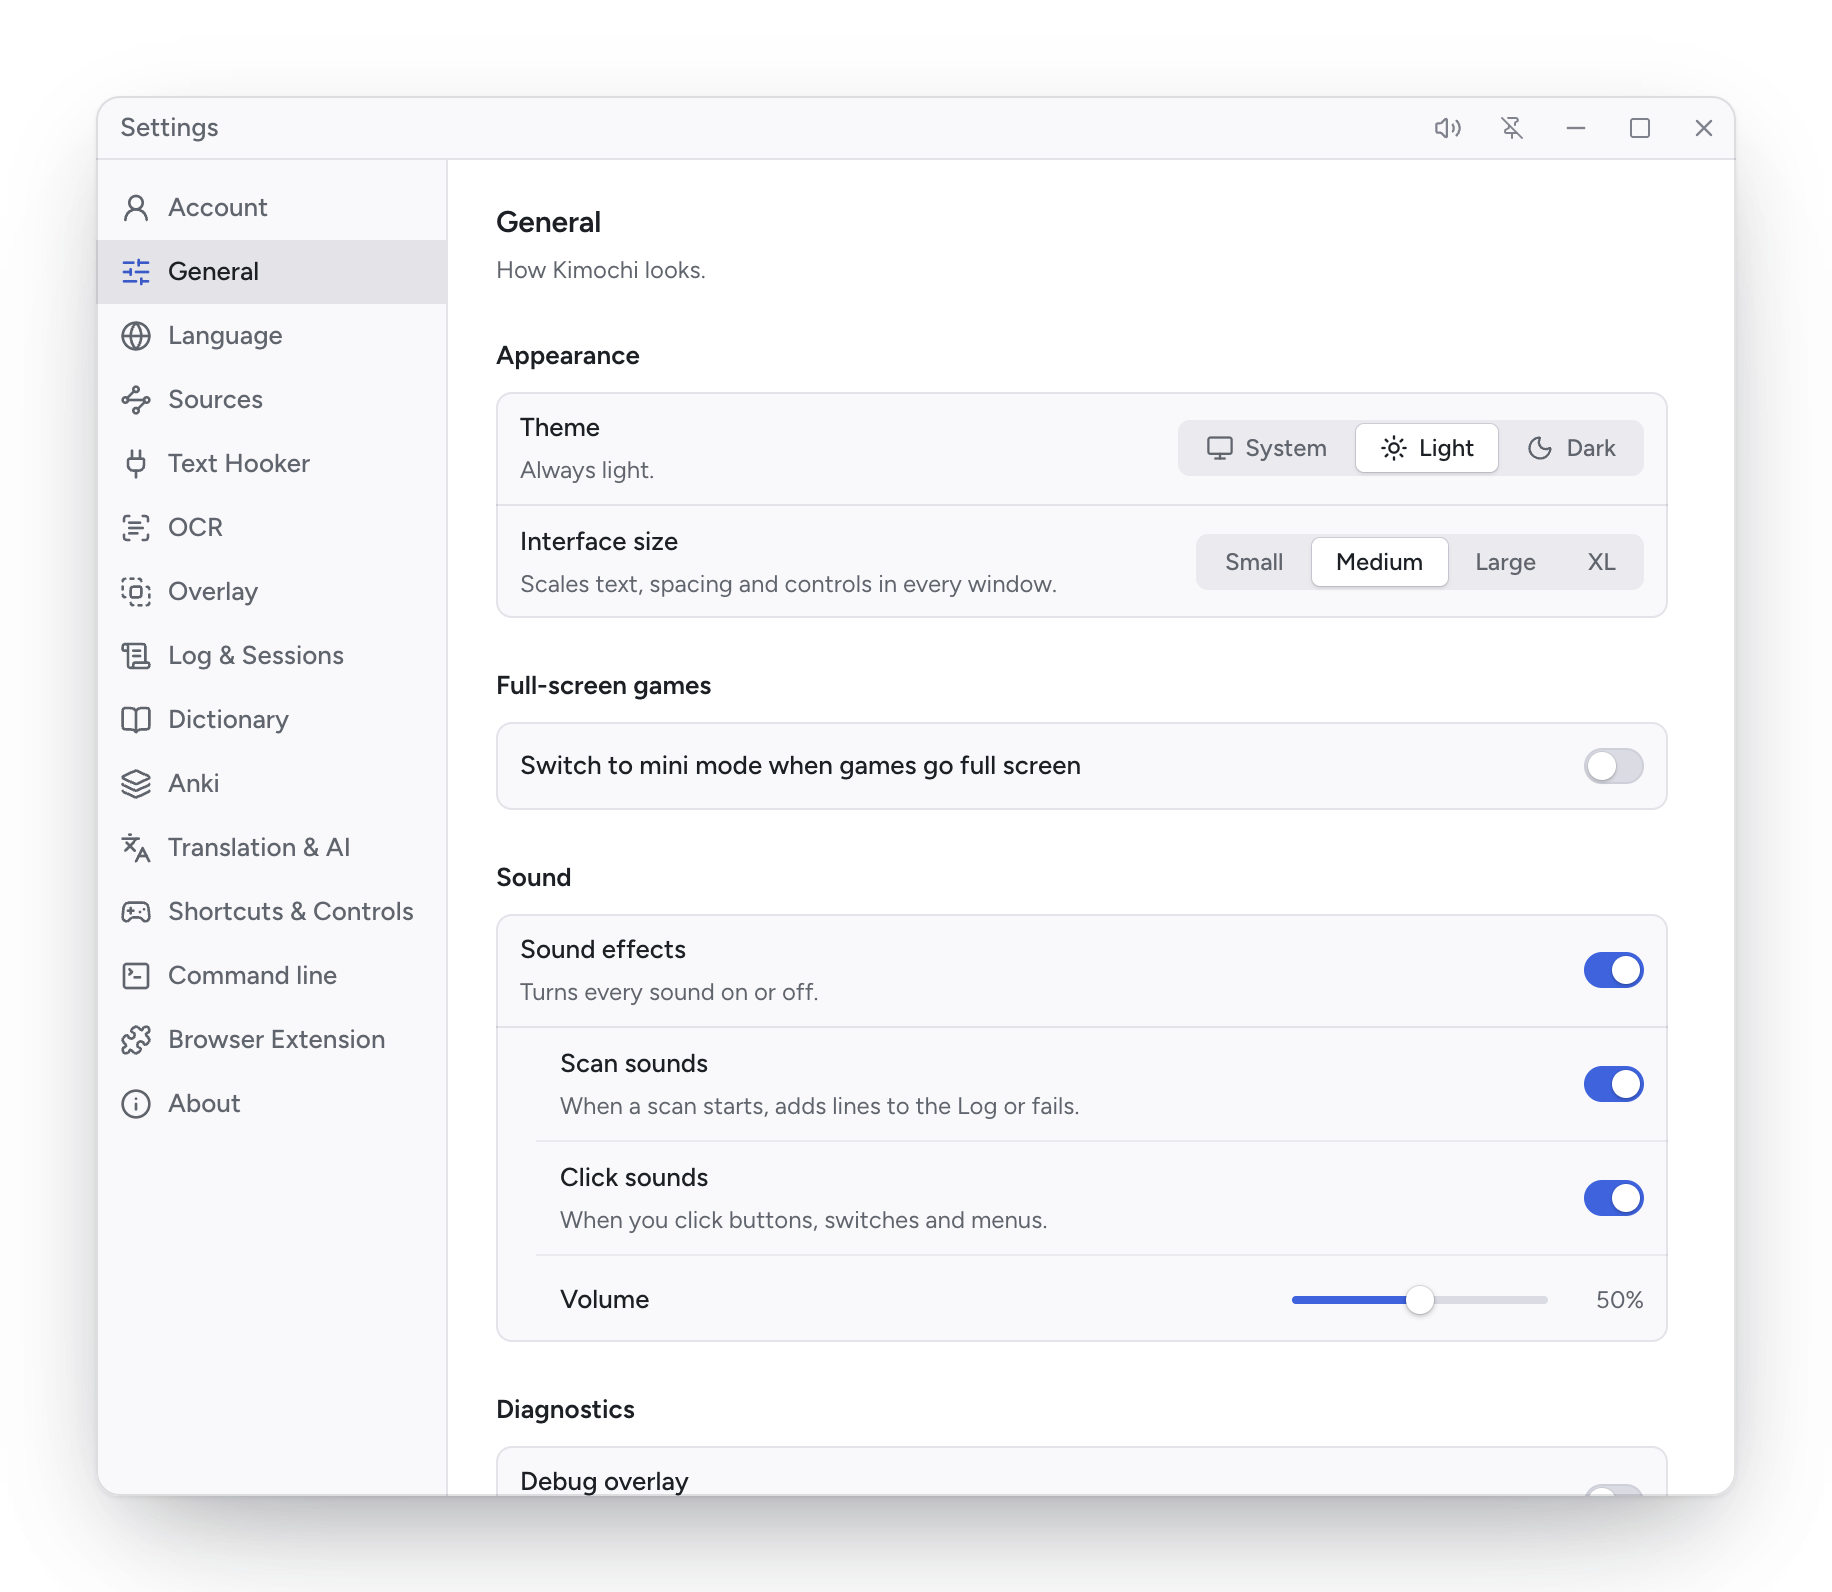 Settings
Account
General
Language
Sources
Text Hooker
OCR
Overlay
Log & Sessions
Dictionary
Anki
Translation & AI
Shortcuts & Controls
Command line
Browser Extension
About
General
How Kimochi looks.
Appearance
Theme
Always light.
System Light Dark
Interface size
Scales text, spacing and controls in every window.
Small Medium Large XL
Full-screen games
Switch to mini mode when games go full screen
Sound
Sound effects
Turns every sound on or off.
Scan sounds
When a scan starts, adds lines to the Log or fails.
Click sounds
When you click buttons, switches and menus.
Volume 50%
Diagnostics
Debug overlay